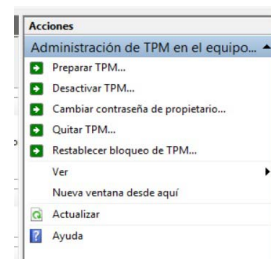 Acciones
Administración de TPM en el equipo...
Preparar TPM...
Desactivar TPM...
Cambiar contraseña de propietario...
Quitar TPM...
Restablecer bloqueo de TPM...
Ver
Nueva ventana desde aquí
Actualizar
Ayuda